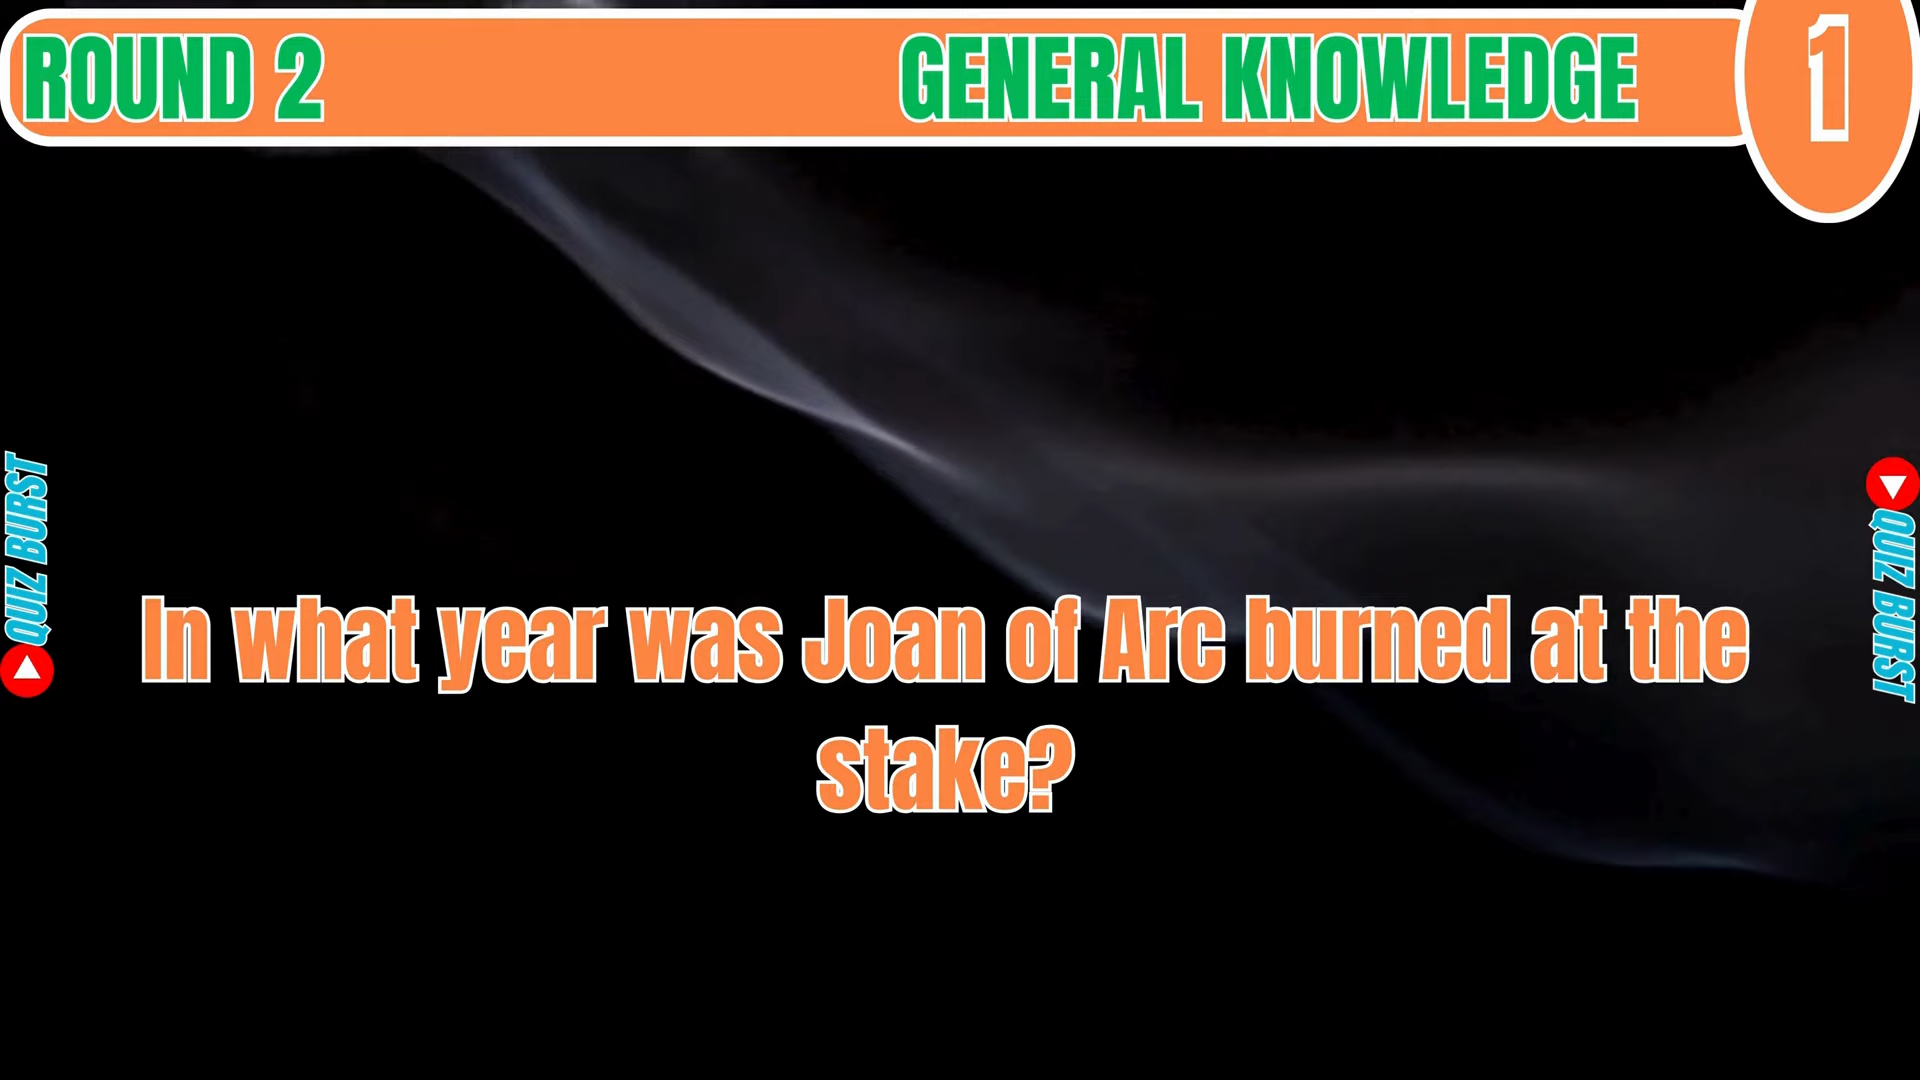 ROUND 2
GENERAL KNOWLEDGE
1
QUIZ BURST
QUIZ BURST
In what year was Joan of Arc burned at the
stake?